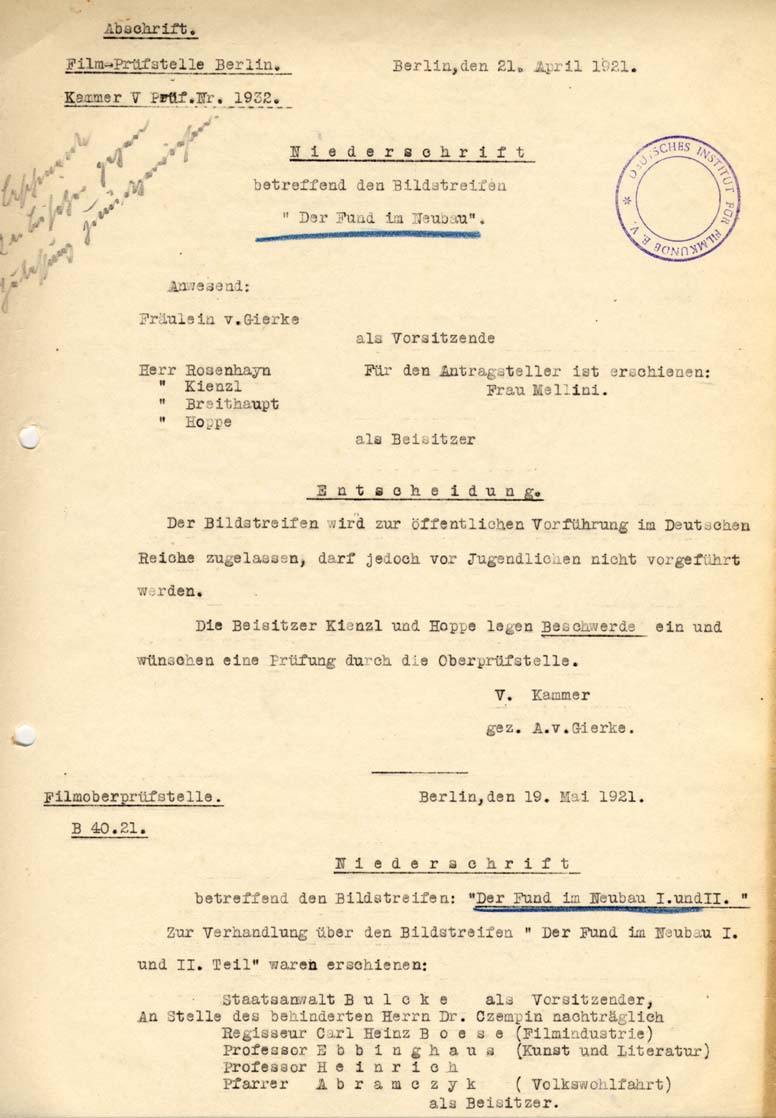 Abschrift.
Film-Prüfstelle Berlin.
Berlin,den 21. April 1921.
Kammer V Prüf.Nr. 1932.
gegen
N i e d e r s c h r i f t
betreffend den Bildstreifen
" Der Fund im Neubau".
DEUTSCHES INSTITUT FÜR FILMKUNDE E.V. *
Anwesend:
Fräulein v.Gierke
als Vorsitzende
Herr Rosenhayn Für den Antragsteller ist erschienen:
" Kienzl Frau Mellini.
" Breithaupt
" Hoppe
als Beisitzer
E n t s c h e i d u n g.
Der Bildstreifen wird zur öffentlichen Vorführung im Deutschen
Reiche zugelassen, darf jedoch vor Jugendlichen nicht vorgeführt
werden.
Die Beisitzer Kienzl und Hoppe legen Beschwerde ein und
wünschen eine Prüfung durch die Oberprüfstelle.
V. Kammer
gez. A.v.Gierke.
Filmoberprüfstelle.
Berlin,den 19. Mai 1921.
B 40.21.
N i e d e r s c h r i f t
betreffend den Bildstreifen: "Der Fund im Neubau I.undII. "
Zur Verhandlung über den Bildstreifen " Der Fund im Neubau I.
und II. Teil" waren erschienen:
Staatsanwalt B u l c k e als Vorsitzender,
An Stelle des behinderten Herrn Dr. Czempin nachträglich
Regisseur Carl Heinz B o e s e (Filmindustrie)
Professor E b b i n g h a u s (Kunst und Literatur)
Professor H e i n r i c h
Pfarrer A b r a m c z y k ( Volkswohlfahrt)
als Beisitzer.